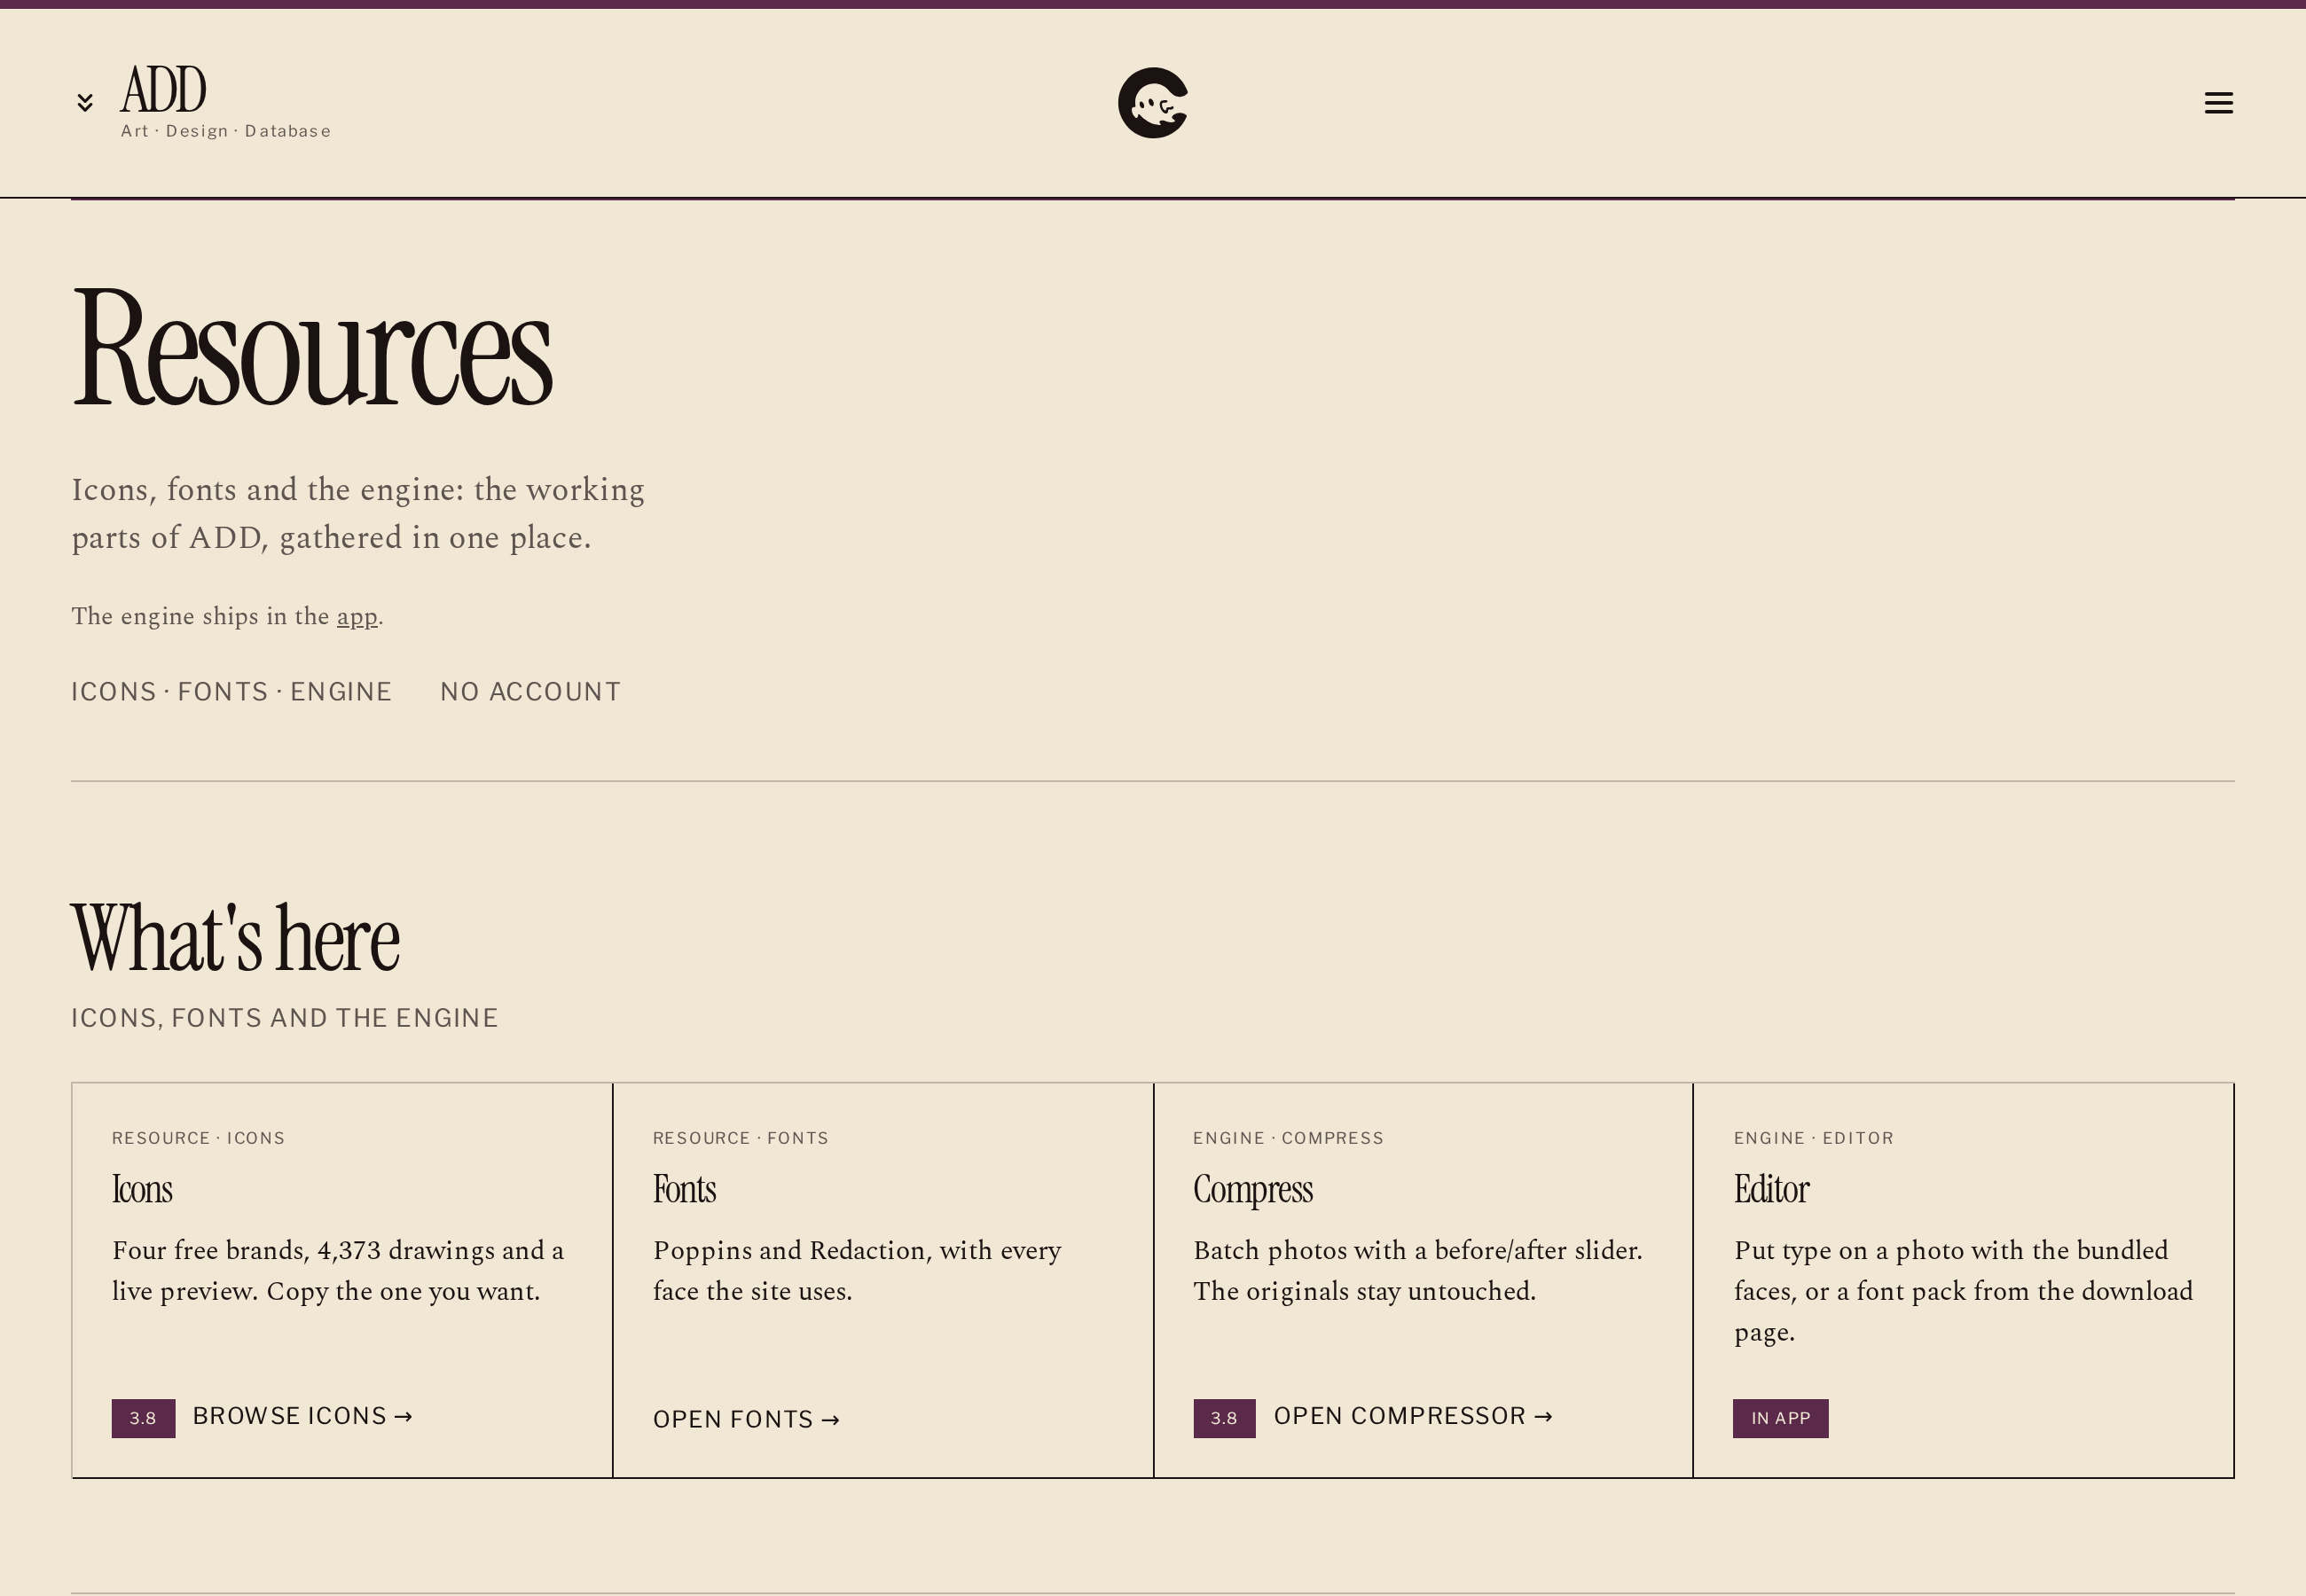 ADD
Art · Design · Database
Resources
Icons, fonts and the engine: the working
parts of ADD, gathered in one place.
The engine ships in the app.
ICONS · FONTS · ENGINE NO ACCOUNT
What's here
ICONS, FONTS AND THE ENGINE
RESOURCE · ICONS
Icons
Four free brands, 4,373 drawings and a
live preview. Copy the one you want.
3.8 BROWSE ICONS →
RESOURCE · FONTS
Fonts
Poppins and Redaction, with every
face the site uses.
OPEN FONTS →
ENGINE · COMPRESS
Compress
Batch photos with a before/after slider.
The originals stay untouched.
3.8 OPEN COMPRESSOR →
ENGINE · EDITOR
Editor
Put type on a photo with the bundled
faces, or a font pack from the download
page.
IN APP